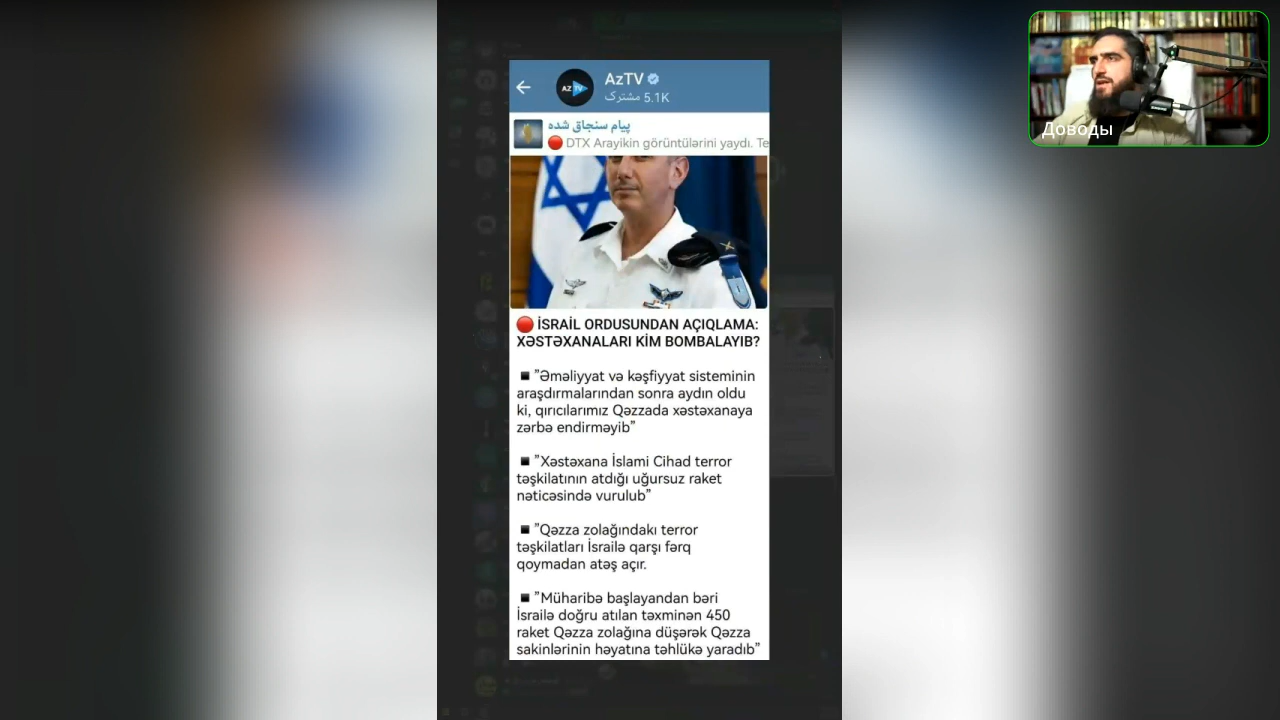 AzTV
5.1K مشترک
پیام سنجاق شده
🔴 DTX Arayikin görüntülərini yaydı. Te
🔴 İSRAİL ORDUSUNDAN AÇIQLAMA:
XƏSTƏXANALARI KİM BOMBALAYIB?
◾"Əməliyyat və kəşfiyyat sisteminin
araşdırmalarından sonra aydın oldu
ki, qırıcılarımız Qəzzada xəstəxanaya
zərbə endirməyib"
◾"Xəstəxana İslami Cihad terror
təşkilatının atdığı uğursuz raket
nəticəsində vurulub"
◾"Qəzza zolağındakı terror
təşkilatları İsrailə qarşı fərq
qoymadan atəş açır.
◾"Müharibə başlayandan bəri
İsrailə doğru atılan təxminən 450
raket Qəzza zolağına düşərək Qəzza
sakinlərinin həyatına təhlükə yaradıb"
Доводы
AZTV